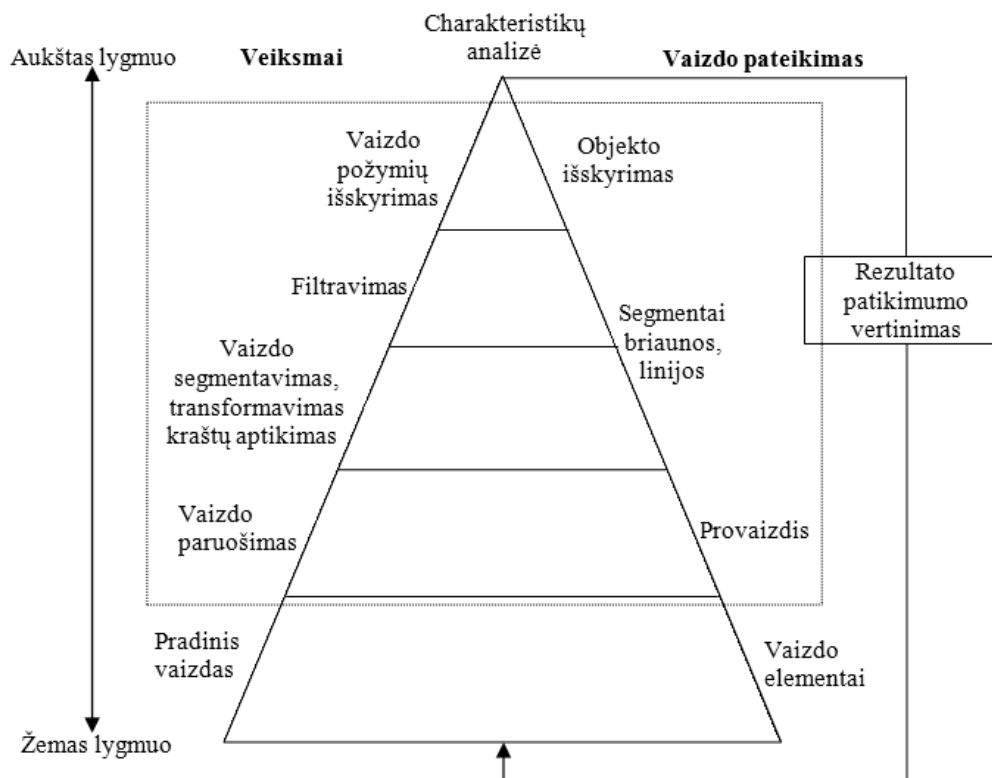 Charakteristikų
analizė
Aukštas lygmuo
Veiksmai
Vaizdo pateikimas
Vaizdo
požymių
išskyrimas
Objekto
išskyrimas
Filtravimas
Rezultato
patikimumo
vertinimas
Segmentai
briaunos,
linijos
Vaizdo
segmentavimas,
transformavimas
kraštų aptikimas
Vaizdo
paruošimas
Provaizdis
Pradinis
vaizdas
Vaizdo
elementai
Žemas lygmuo